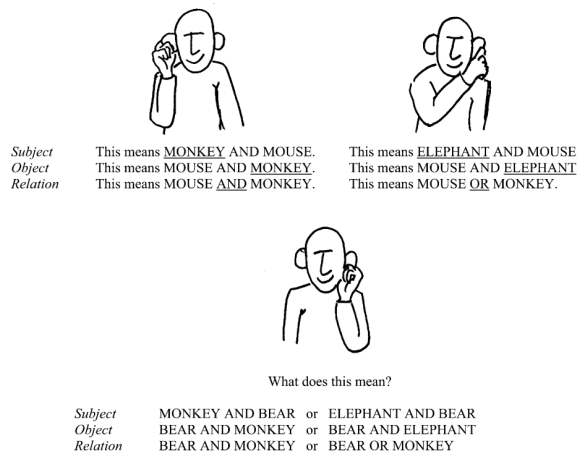 Subject This means MONKEY AND MOUSE. This means ELEPHANT AND MOUSE
Object This means MOUSE AND MONKEY. This means MOUSE AND ELEPHANT
Relation This means MOUSE AND MONKEY. This means MOUSE OR MONKEY.
What does this mean?
Subject MONKEY AND BEAR or ELEPHANT AND BEAR
Object BEAR AND MONKEY or BEAR AND ELEPHANT
Relation BEAR AND MONKEY or BEAR OR MONKEY